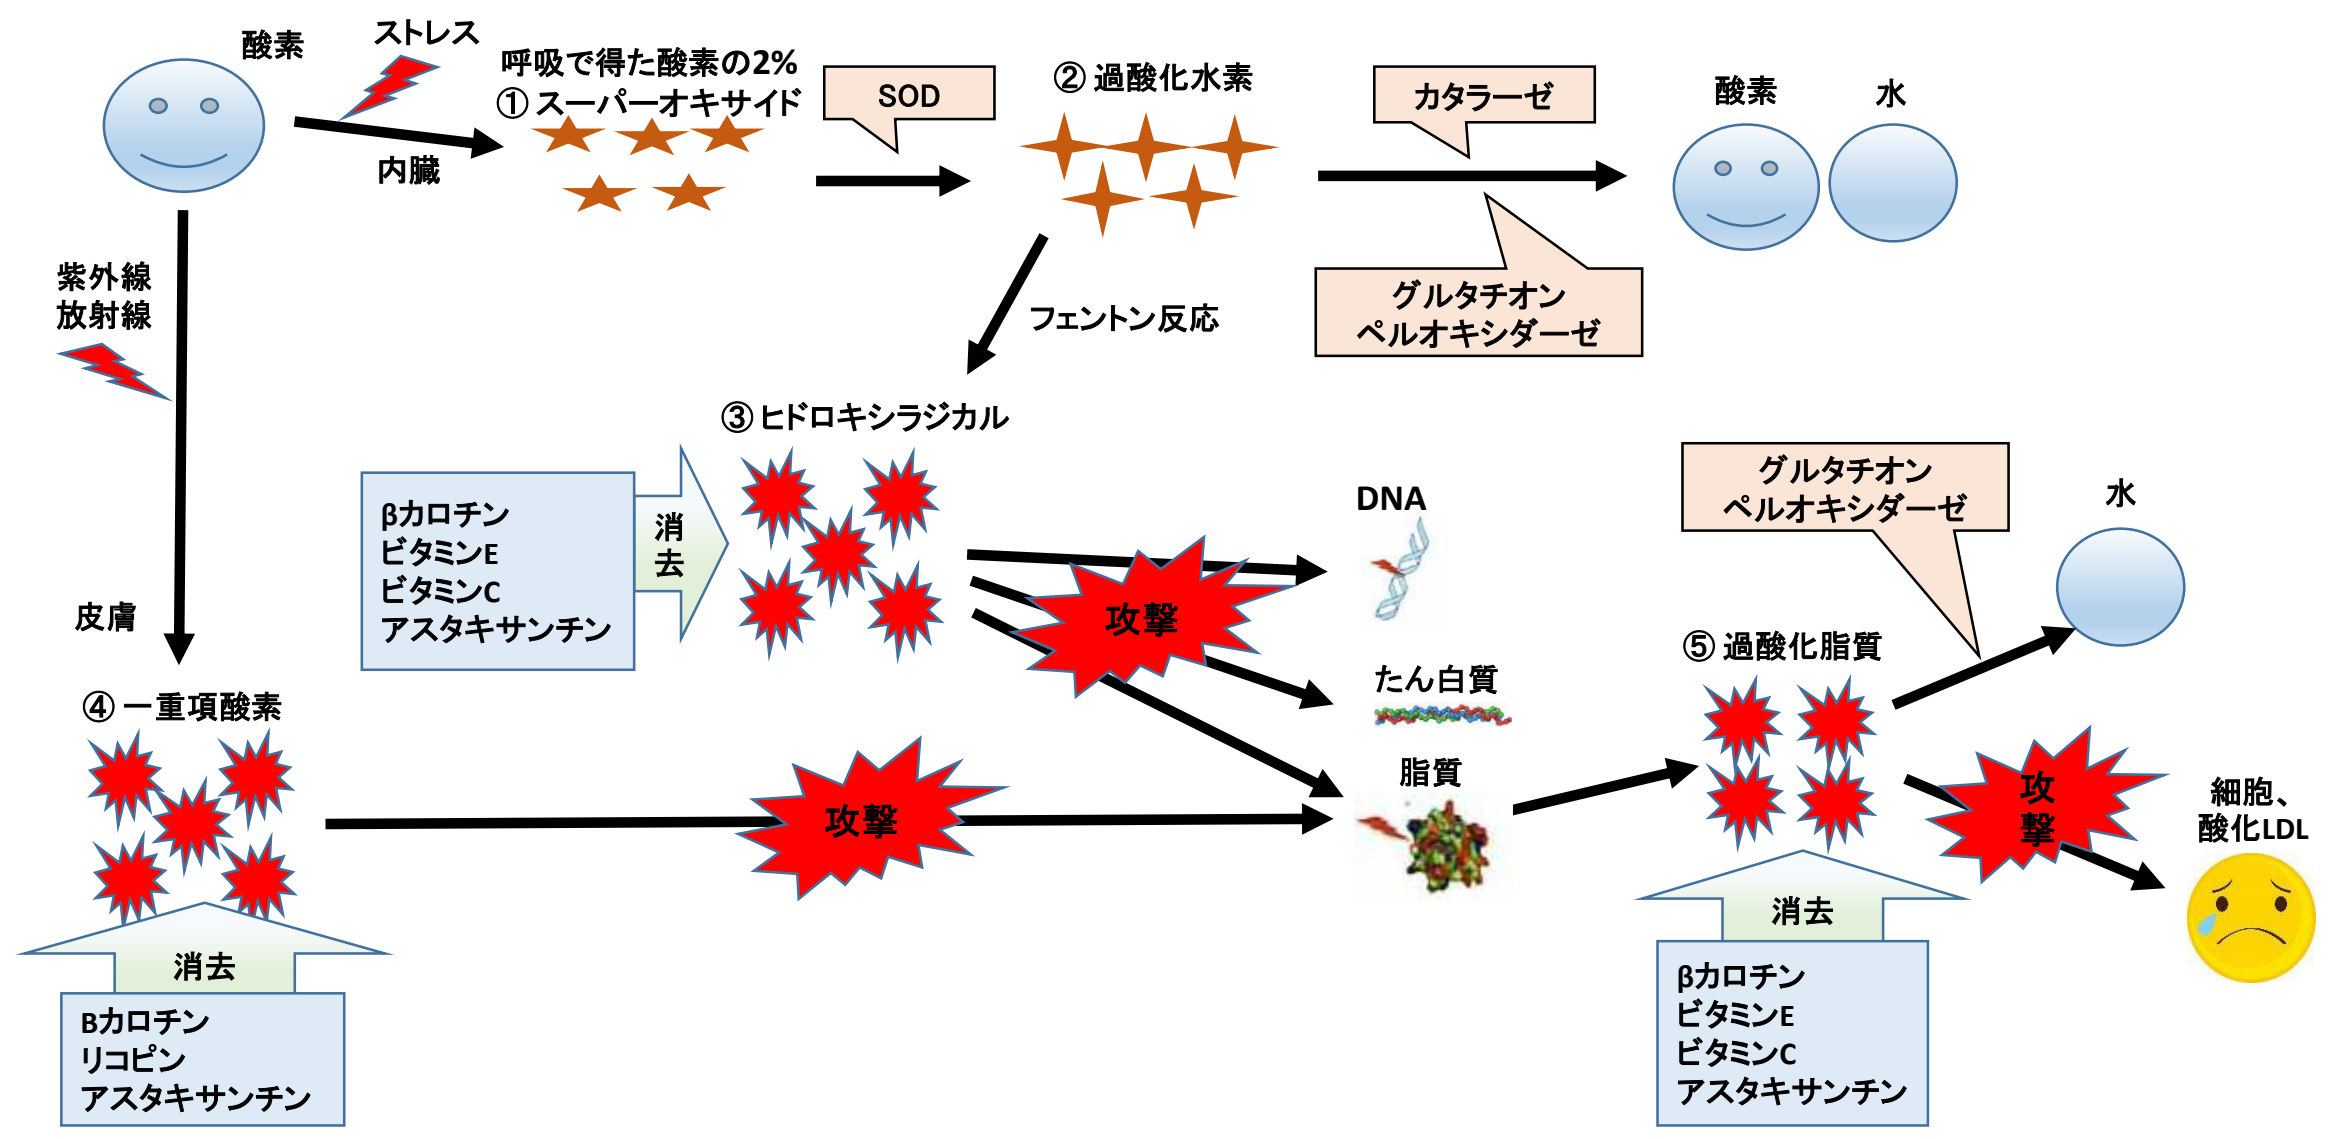 酸素
ストレス
呼吸で得た酸素の2%
① スーパーオキサイド
内臓
SOD
② 過酸化水素
カタラーゼ
酸素
水
グルタチオン
ペルオキシダーゼ
紫外線
放射線
フェントン反応
③ ヒドロキシラジカル
βカロチン
ビタミンE
ビタミンC
アスタキサンチン
消
去
攻撃
DNA
たん白質
脂質
グルタチオン
ペルオキシダーゼ
水
⑤ 過酸化脂質
皮膚
④ 一重項酸素
攻撃
攻
撃
細胞、
酸化LDL
消去
Βカロチン
リコピン
アスタキサンチン
消去
βカロチン
ビタミンE
ビタミンC
アスタキサンチン